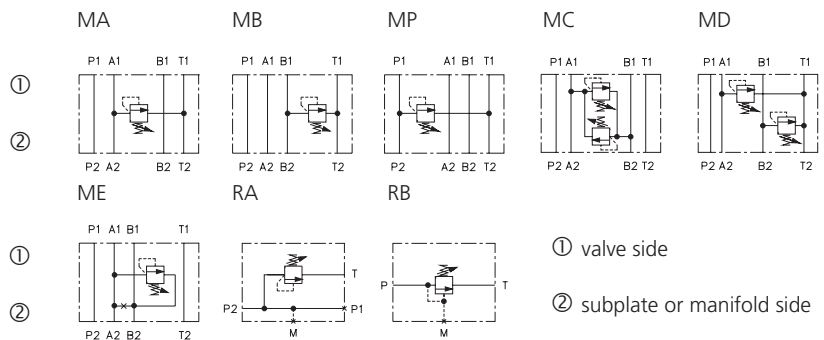 MA MB MP MC MD
P1 A1 B1 T1 P1 A1 B1 T1 P1 A1 B1 T1 P1 A1 B1 T1 P1 A1 B1 T1
①
②
P2 A2 B2 T2 P2 A2 B2 T2 P2 A2 B2 T2 P2 A2 B2 T2 P2 A2 B2 T2
ME RA RB
P1 A1 B1 T1
① ① valve side
T
P T
② P2 P1 ② subplate or manifold side
M M
P2 A2 B2 T2